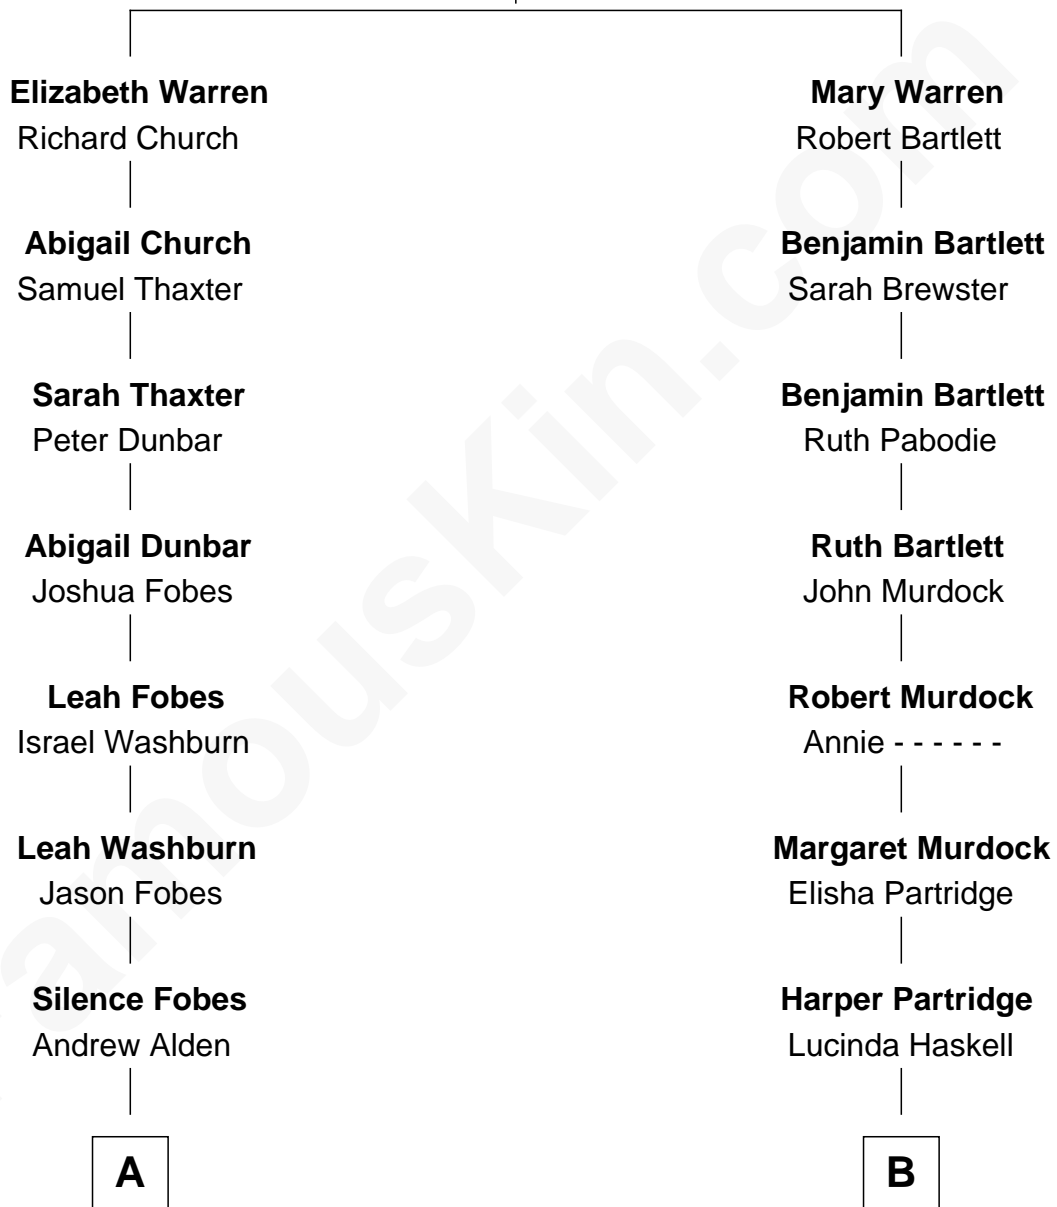 Elizabeth Warren
Richard Church
Abigail Church
Samuel Thaxter
Sarah Thaxter
Peter Dunbar
Abigail Dunbar
Joshua Fobes
Leah Fobes
Israel Washburn
Leah Washburn
Jason Fobes
Silence Fobes
Andrew Alden
A
Mary Warren
Robert Bartlett
Benjamin Bartlett
Sarah Brewster
Benjamin Bartlett
Ruth Pabodie
Ruth Bartlett
John Murdock
Robert Murdock
Annie - - - - - -
Margaret Murdock
Elisha Partridge
Harper Partridge
Lucinda Haskell
B
amouskin.com